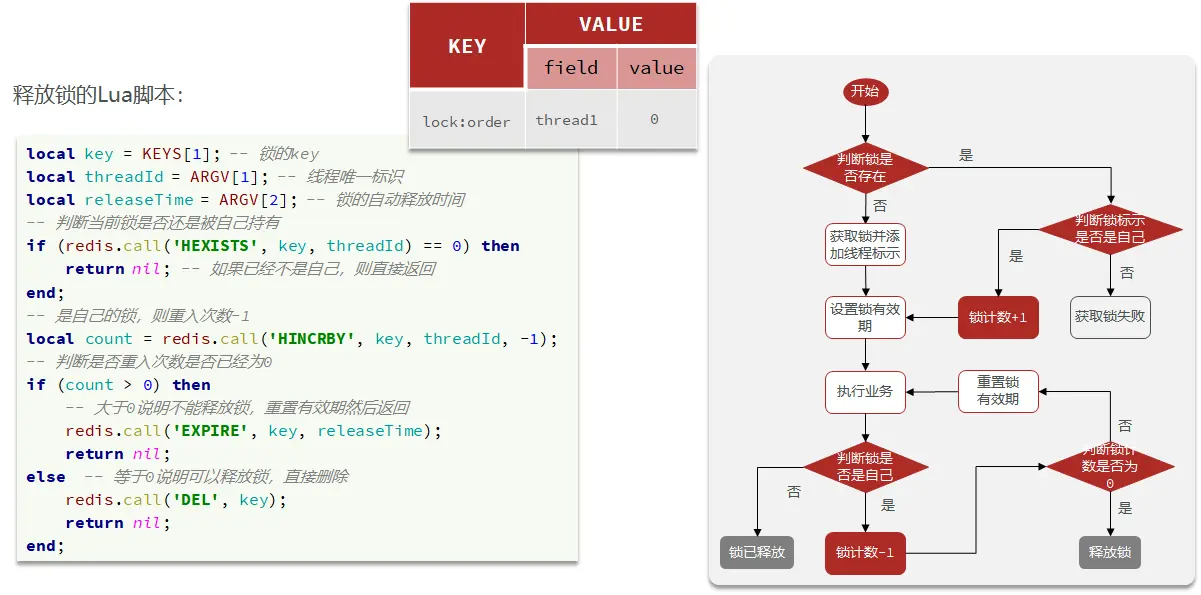 释放锁的Lua脚本：
KEY
VALUE
field value
lock:order thread1 0
local key = KEYS[1]; -- 锁的key
local threadId = ARGV[1]; -- 线程唯一标识
local releaseTime = ARGV[2]; -- 锁的自动释放时间
-- 判断当前锁是否还是被自己持有
if (redis.call('HEXISTS', key, threadId) == 0) then
return nil; -- 如果已经不是自己，则直接返回
end;
-- 是自己的锁，则重入次数-1
local count = redis.call('HINCRBY', key, threadId, -1);
-- 判断是否重入次数是否已经为0
if (count > 0) then
-- 大于0说明不能释放锁，重置有效期然后返回
redis.call('EXPIRE', key, releaseTime);
return nil;
else -- 等于0说明可以释放锁，直接删除
redis.call('DEL', key);
return nil;
end;
开始
判断锁是
否存在
是
否
获取锁并添
加线程标示
判断锁标示
是否是自己
是
否
设置锁有效
期
锁计数+1
获取锁失败
执行业务
重置锁
有效期
否
判断锁是
否是自己
判断锁计
数是否为
0
否
是
是
锁已释放
锁计数-1
释放锁